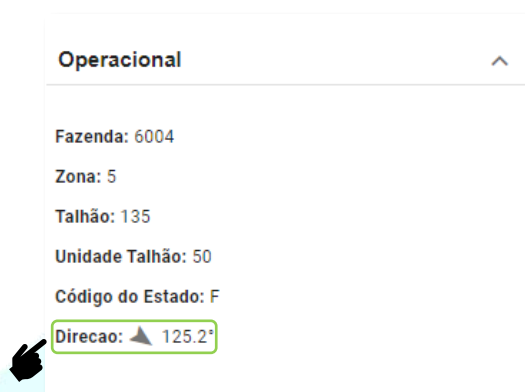 Operacional
Fazenda: 6004
Zona: 5
Talhão: 135
Unidade Talhão: 50
Código do Estado: F
Direcao: 125.2°